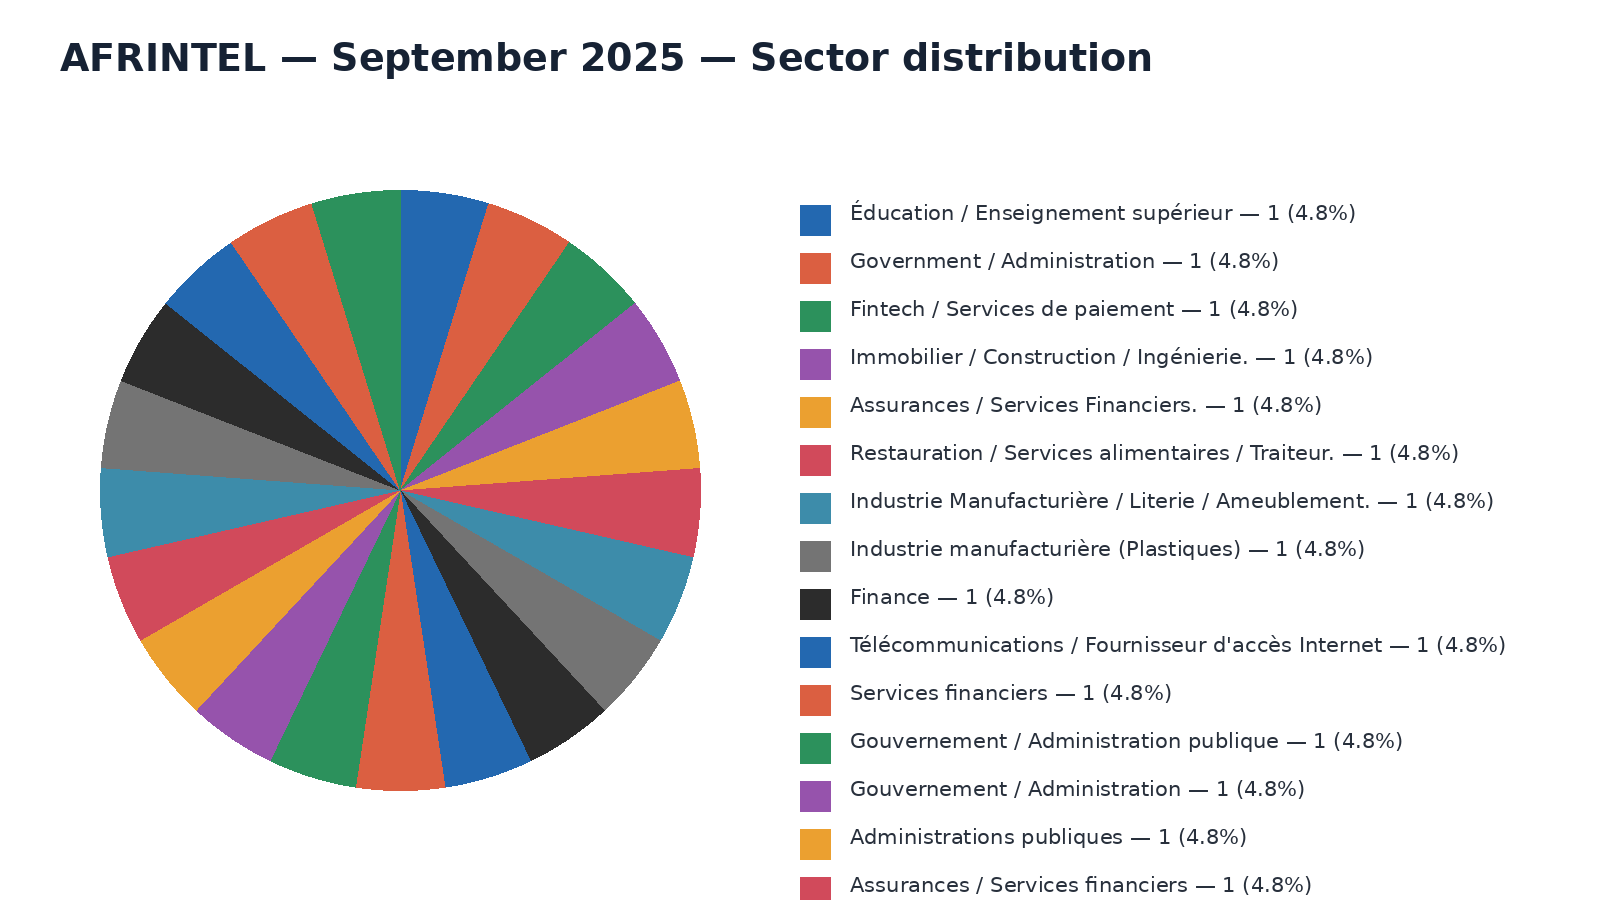 AFRINTEL — September 2025 — Sector distribution
Éducation / Enseignement supérieur — 1 (4.8%)
Government / Administration — 1 (4.8%)
Fintech / Services de paiement — 1 (4.8%)
Immobilier / Construction / Ingénierie. — 1 (4.8%)
Assurances / Services Financiers. — 1 (4.8%)
Restauration / Services alimentaires / Traiteur. — 1 (4.8%)
Industrie Manufacturière / Literie / Ameublement. — 1 (4.8%)
Industrie manufacturière (Plastiques) — 1 (4.8%)
Finance — 1 (4.8%)
Télécommunications / Fournisseur d'accès Internet — 1 (4.8%)
Services financiers — 1 (4.8%)
Gouvernement / Administration publique — 1 (4.8%)
Gouvernement / Administration — 1 (4.8%)
Administrations publiques — 1 (4.8%)
Assurances / Services financiers — 1 (4.8%)